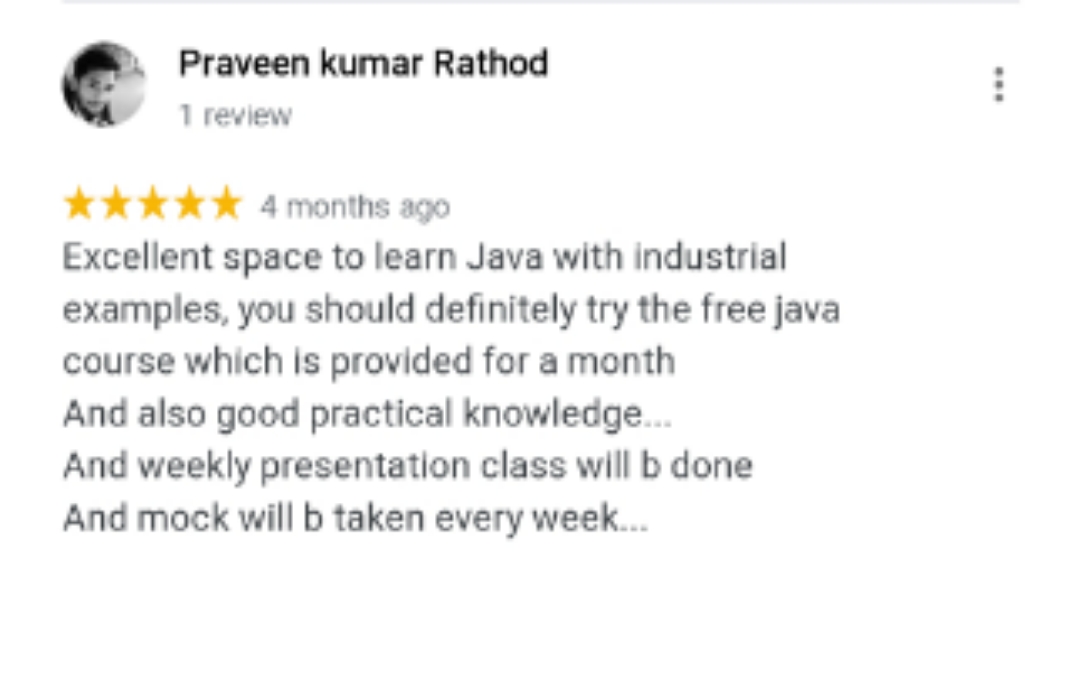 Praveen kumar Rathod
1 review
4 months ago
Excellent space to learn Java with industrial
examples, you should definitely try the free java
course which is provided for a month
And also good practical knowledge...
And weekly presentation class will b done
And mock will b taken every week...